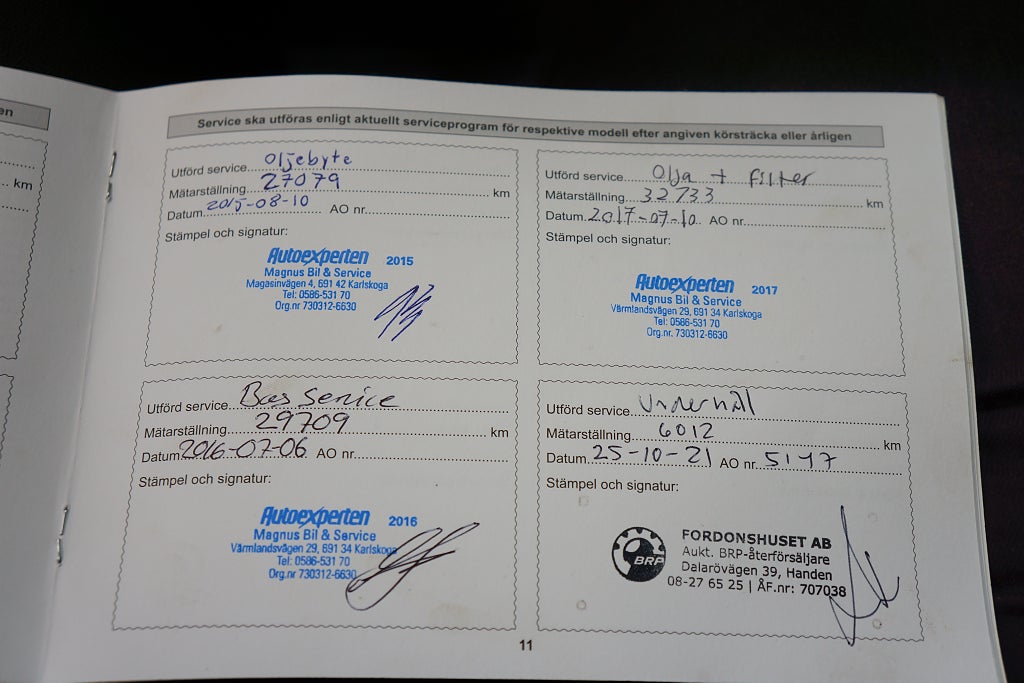 en
km
Service ska utföras enligt aktuellt serviceprogram för respektive modell efter angiven körsträcka eller årligen
Utförd service Oljebyte
Mätarställning 27079 km
Datum 2015-08-10 AO nr.
Stämpel och signatur:
Autoexperten 2015
Magnus Bil & Service
Magasinvägen 4, 691 42 Karlskoga
Tel: 0586-531 70
Org.nr 730312-6630
Utförd service Olja + Filter
Mätarställning 32733 km
Datum 2017-07-10 AO nr.
Stämpel och signatur:
Autoexperten 2017
Magnus Bil & Service
Värmlandsvägen 29, 691 34 Karlskoga
Tel: 0586-531 70
Org.nr. 730312-6630
Utförd service Bas Service
Mätarställning 29709 km
Datum 2016-07-06 AO nr.
Stämpel och signatur:
Autoexperten 2016
Magnus Bil & Service
Värmlandsvägen 29, 691 34 Karlskoga
Tel: 0586-531 70
Org.nr 730312-6630
Utförd service Underhåll
Mätarställning 6012 km
Datum 25-10-21 AO nr. 5147
Stämpel och signatur:
BRP
FORDONSHUSET AB
Aukt. BRP-återförsäljare
Dalarövägen 39, Handen
08-27 65 25 | ÅF.nr: 707038
11